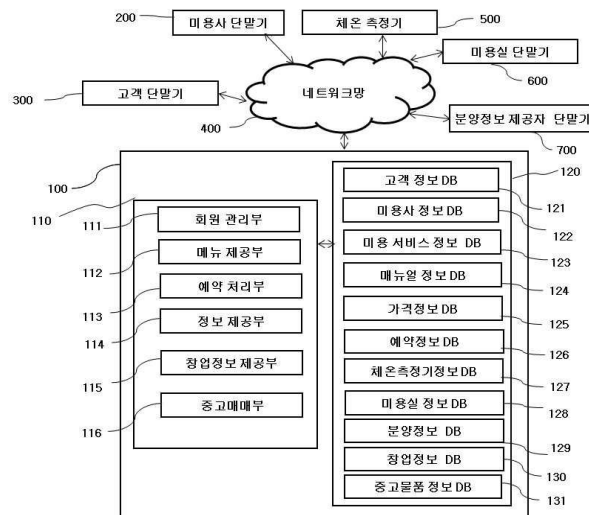 200
미용사 단말기
체온 측정기
500
미용실 단말기
600
300
고객 단말기
네트워크망
400
분양정보 제공자 단말기
700
100
110
120
고객 정보 DB
121
111
회원 관리부
미용사 정보 DB
122
112
메뉴 제공부
미용 서비스 정보 DB
123
113
예약 처리부
매뉴얼 정보 DB
124
114
정보 제공부
가격정보 DB
125
예약정보 DB
126
115
창업정보 제공부
체온측정기정보 DB
127
116
중고매매부
미용실 정보 DB
128
분양정보 DB
129
창업정보 DB
130
중고물품 정보 DB
131